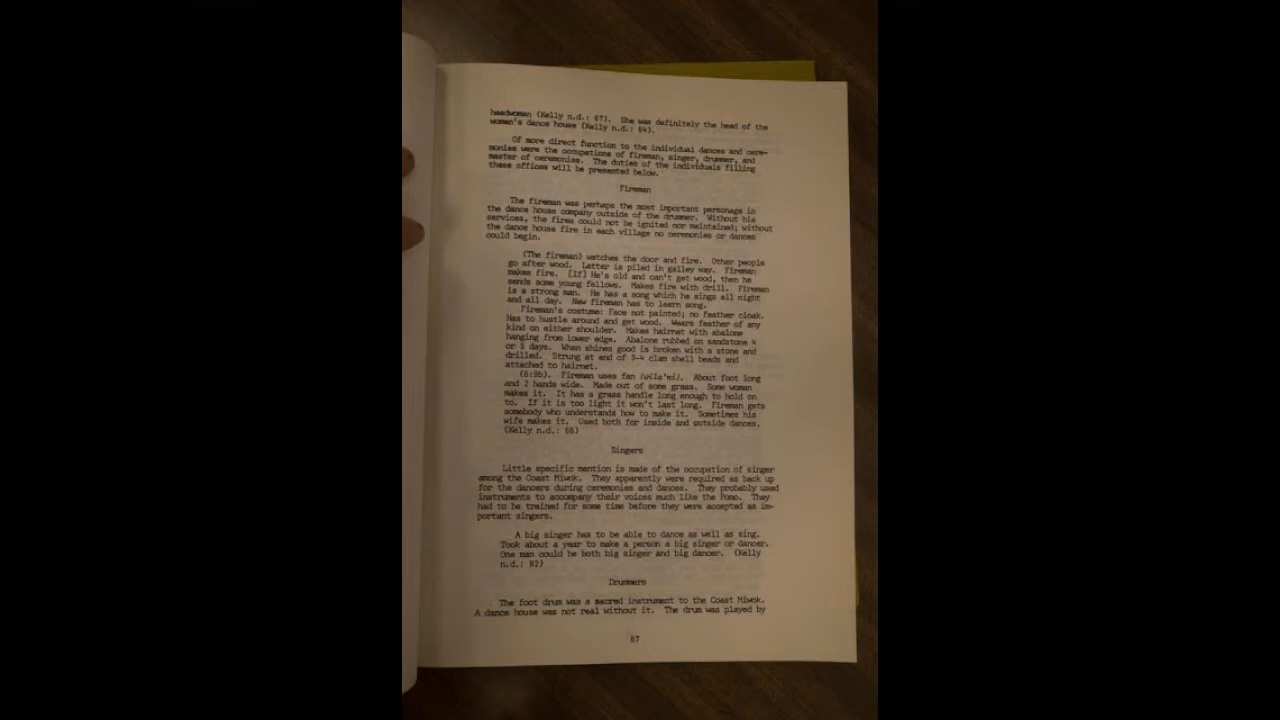 headwoman (Kelly n.d.: 67). She was definitely the head of the
woman's dance house (Kelly n.d.: 64).
Of more direct function to the individual dances and cere-
monies were the occupations of fireman, singer, drummer, and
master of ceremonies. The duties of the individuals filling
these offices will be presented below.
Fireman
The fireman was perhaps the most important personage in
the dance house company outside of the drummer. Without his
services, the fires could not be ignited nor maintained; without
the dance house fire in each village no ceremonies or dances
could begin.
(The fireman) watches the door and fire. Other people
go after wood. Latter is piled in galley way. Fireman
makes fire. [If] He's old and can't get wood, then he
sends some young fellows. Makes fire with drill. Fireman
is a strong man. He has a song which he sings all night
and all day. New fireman has to learn song.
Fireman's costume: Face not painted; no feather cloak.
Has to hustle around and get wood. Wears feather of any
kind on either shoulder. Makes hairnet with abalone
hanging from lower edge. Abalone rubbed on sandstone 4
or 5 days. When shines good is broken with a stone and
drilled. Strung at end of 3-4 clam shell beads and
attached to hairnet.
(6:9b). Fireman uses fan About foot long
and 2 hands wide. Made out of some grass. Some woman
makes it. It has a grass handle long enough to hold on
to. If it is too light it won't last long. Fireman gets
somebody who understands how to make it. Sometimes his
wife makes it. Used both for inside and outside dances.
(Kelly n.d.: 66)
Singers
Little specific mention is made of the occupation of singer
among the Coast Miwok. They apparently were required as back up
for the dancers during ceremonies and dances. They probably used
instruments to accompany their voices much like the Pomo. They
had to be trained for some time before they were accepted as im-
portant singers.
A big singer has to be able to dance as well as sing.
Took about a year to make a person a big singer or dancer.
One man could be both big singer and big dancer. (Kelly
n.d.: 82)
Drummers
The foot drum was a sacred instrument to the Coast Miwok.
A dance house was not real without it. The drum was played by
87